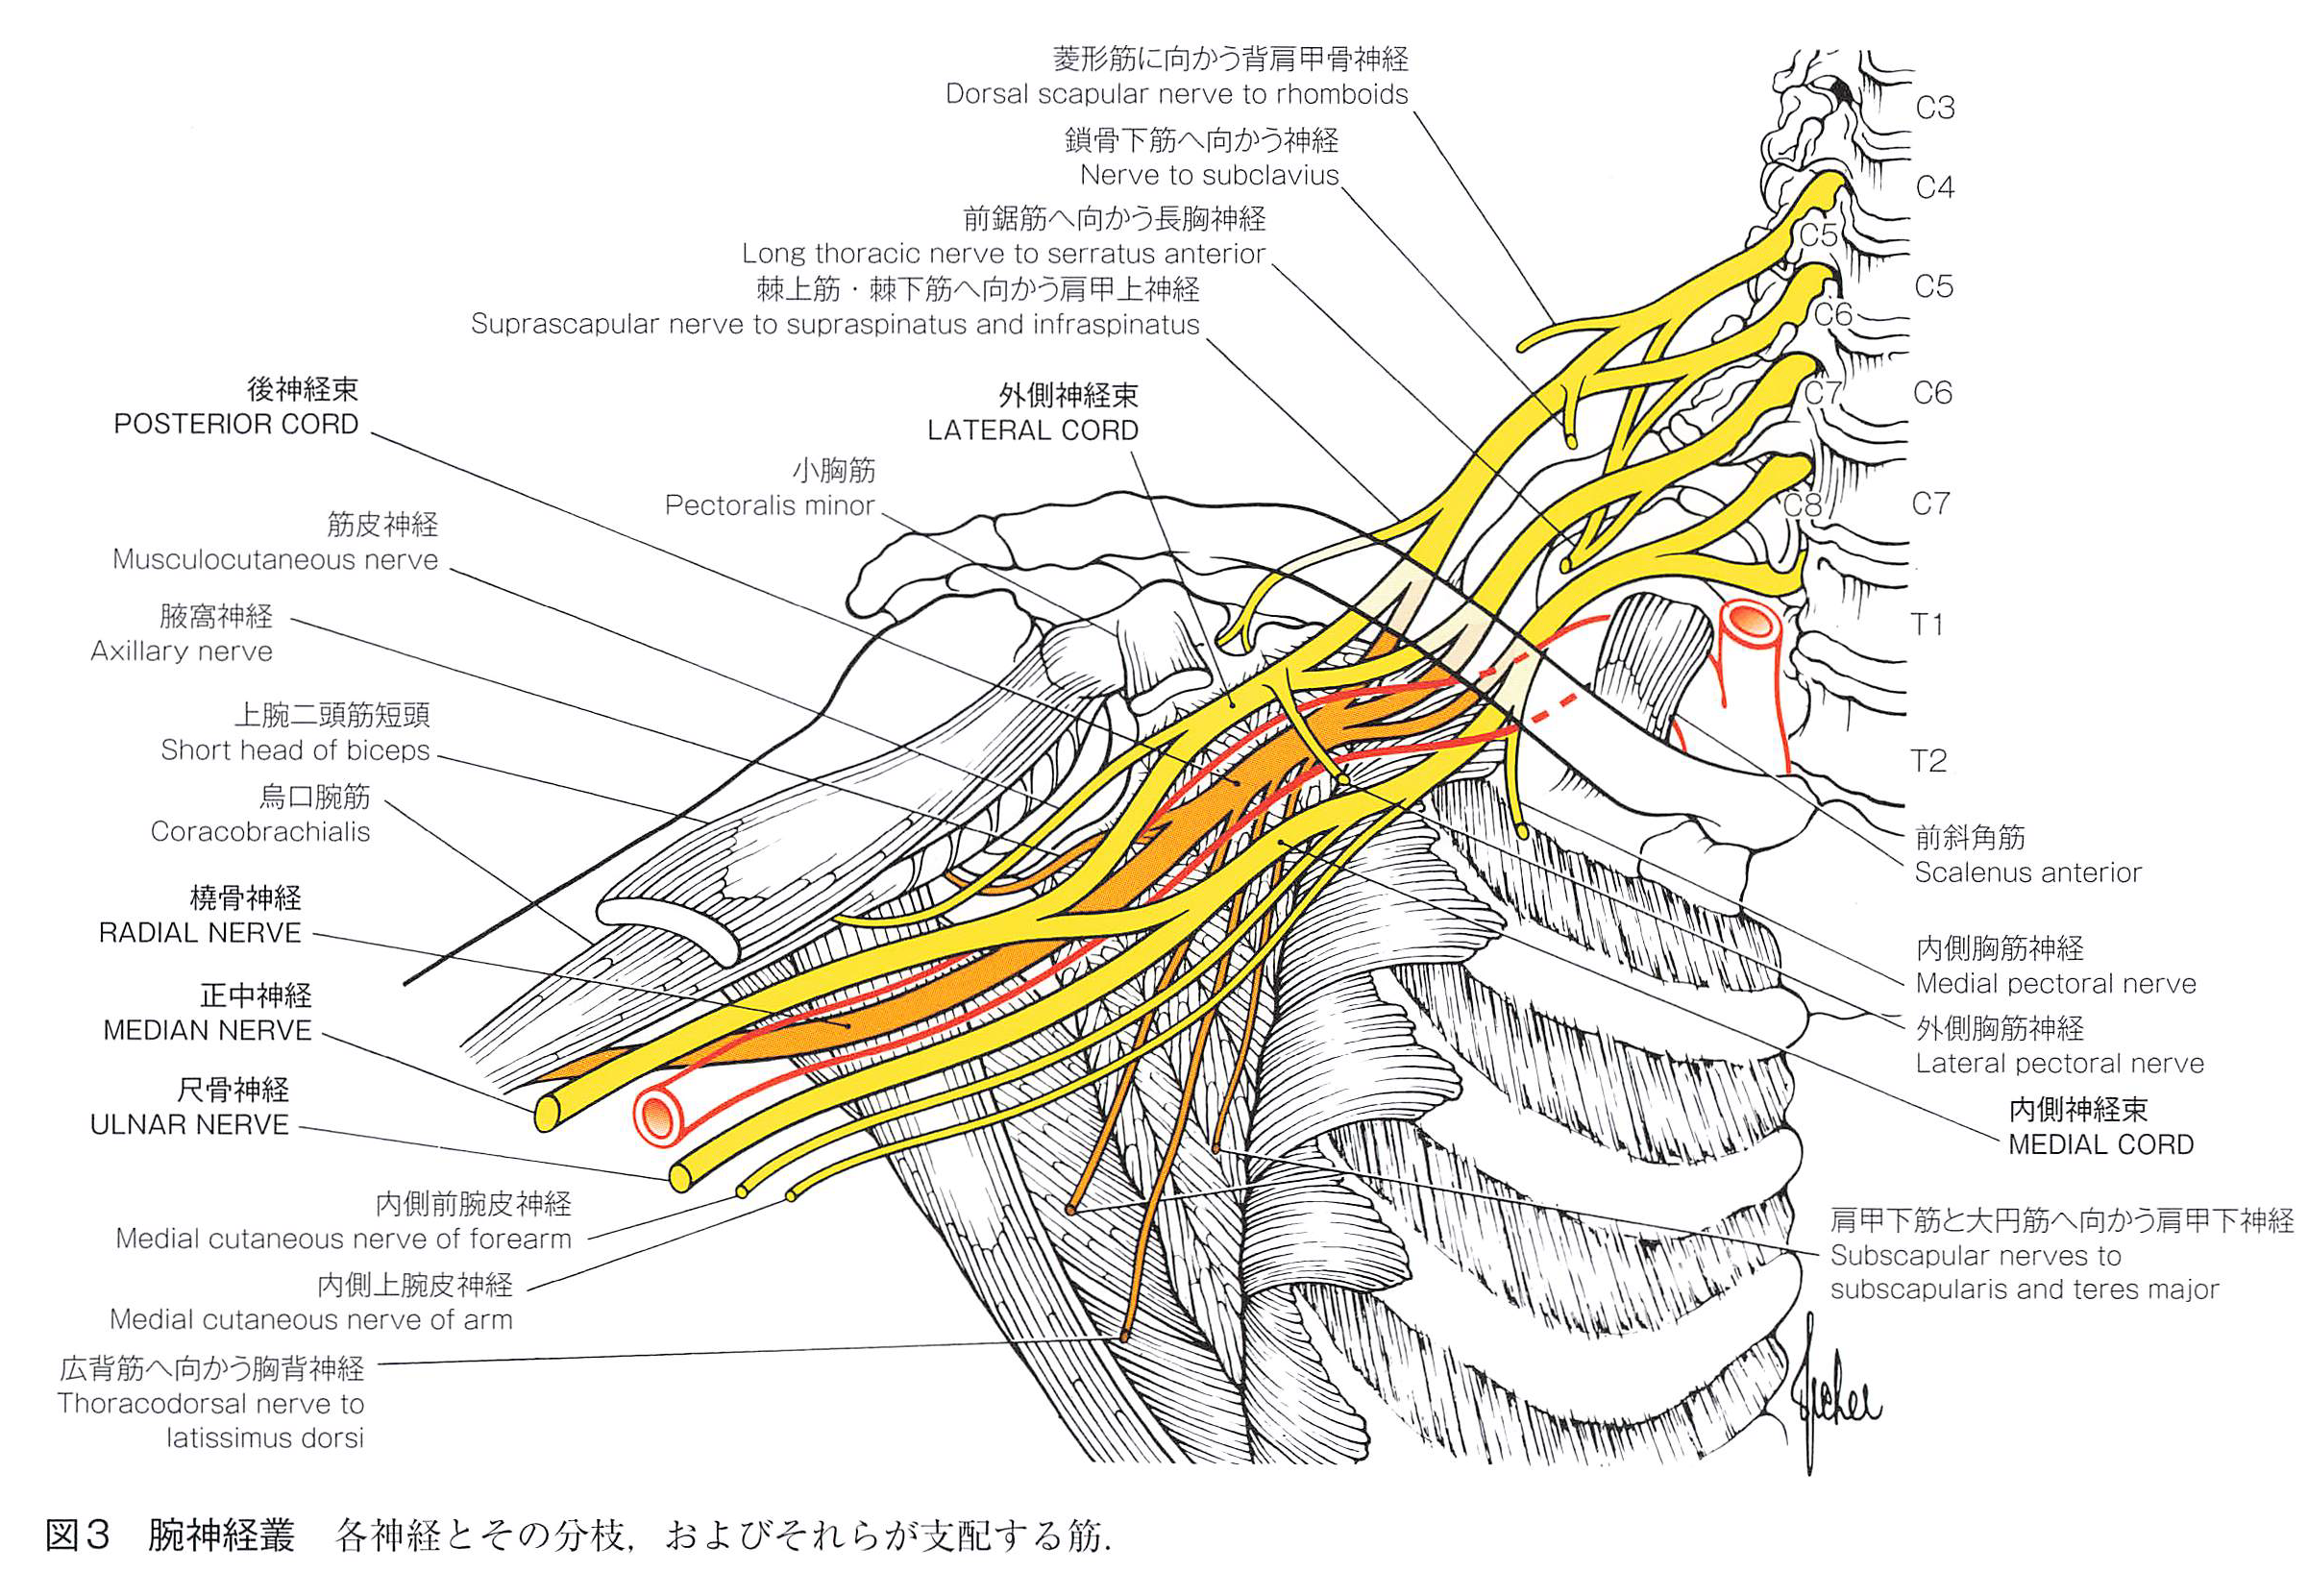 菱形筋に向かう背肩甲骨神経
Dorsal scapular nerve to rhomboids
鎖骨下筋へ向かう神経
Nerve to subclavius
前鋸筋へ向かう長胸神経
Long thoracic nerve to serratus anterior
棘上筋・棘下筋へ向かう肩甲上神経
Suprascapular nerve to supraspinatus and infraspinatus
後神経束
POSTERIOR CORD
外側神経束
LATERAL CORD
小胸筋
Pectoralis minor
筋皮神経
Musculocutaneous nerve
腋窩神経
Axillary nerve
上腕二頭筋短頭
Short head of biceps
烏口腕筋
Coracobrachialis
橈骨神経
RADIAL NERVE
正中神経
MEDIAN NERVE
尺骨神経
ULNAR NERVE
内側前腕皮神経
Medial cutaneous nerve of forearm
内側上腕皮神経
Medial cutaneous nerve of arm
広背筋へ向かう胸背神経
Thoracodorsal nerve to
latissimus dorsi
C3
C4
C5
C5
C6
C6
C7
C7
C8
T1
T2
前斜角筋
Scalenus anterior
内側胸筋神経
Medial pectoral nerve
外側胸筋神経
Lateral pectoral nerve
内側神経束
MEDIAL CORD
肩甲下筋と大円筋へ向かう肩甲下神経
Subscapular nerves to
subscapularis and teres major
図3 腕神経叢 各神経とその分枝，およびそれらが支配する筋．